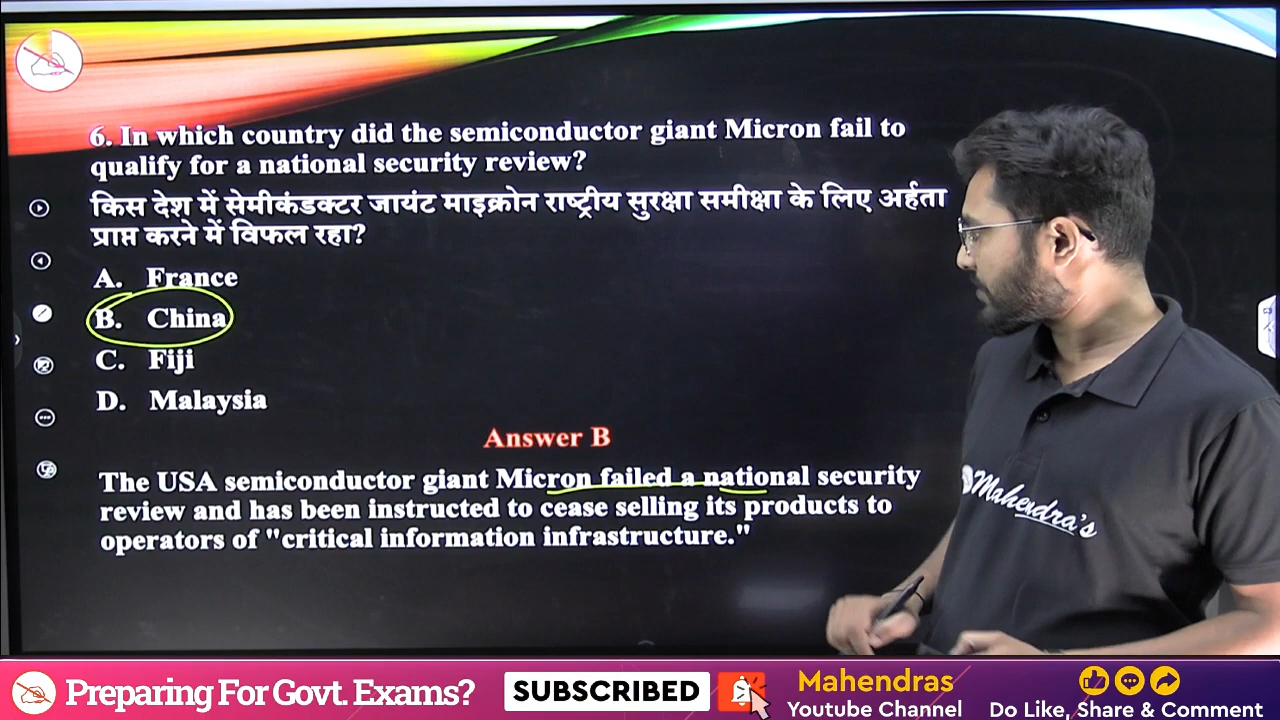 6. In which country did the semiconductor giant Micron fail to
qualify for a national security review?
किस देश में सेमीकंडक्टर जायंट माइक्रोन राष्ट्रीय सुरक्षा समीक्षा के लिए अर्हता
प्राप्त करने में विफल रहा?
A. France
B. China
C. Fiji
D. Malaysia
Answer B
The USA semiconductor giant Micron failed a national security
review and has been instructed to cease selling its products to
operators of "critical information infrastructure."
Mahendra's
Preparing For Govt. Exams?
SUBSCRIBED
Mahendras
Youtube Channel
Do Like, Share & Comment